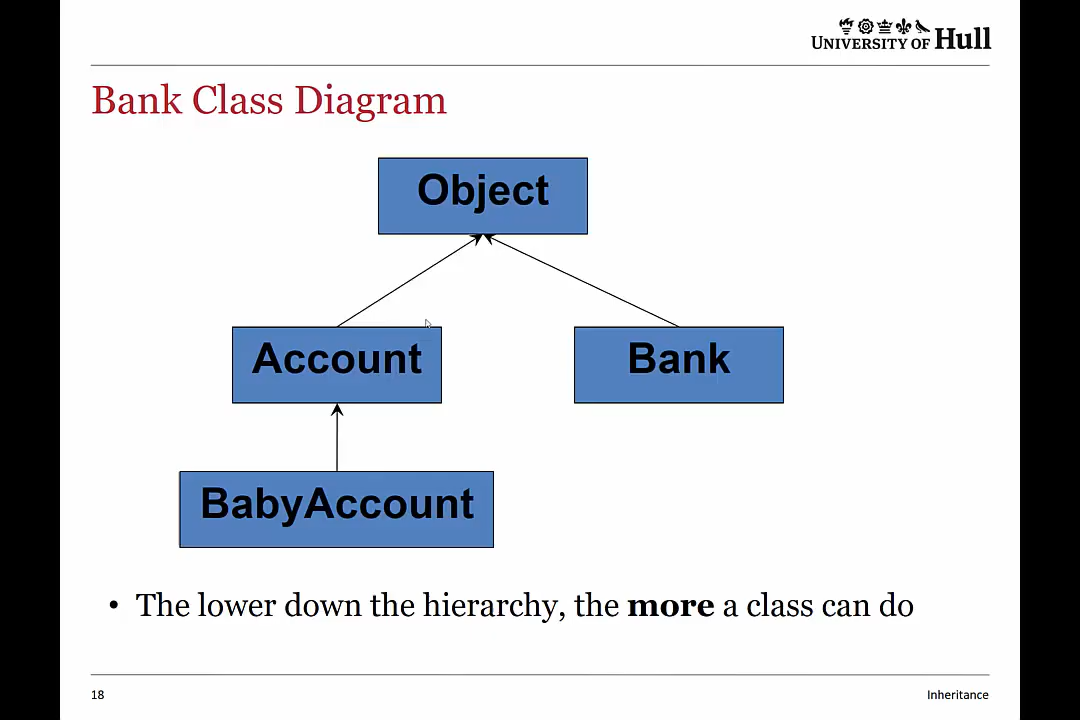 UNIVERSITY OF Hull
Bank Class Diagram
Object
Account
Bank
BabyAccount
• The lower down the hierarchy, the more a class can do
18
Inheritance